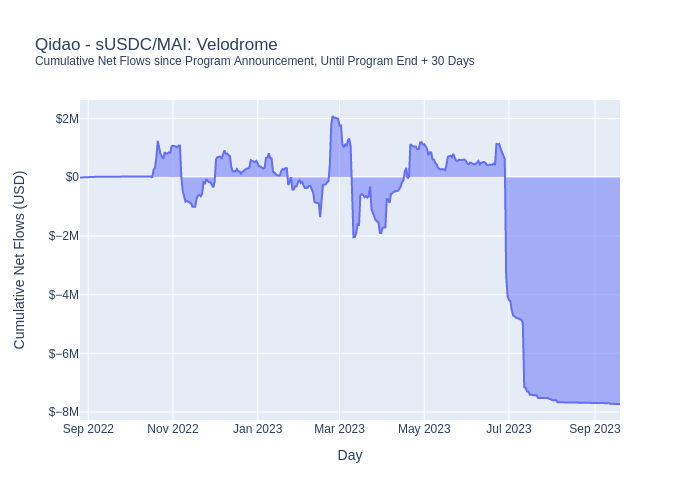 Qidao - sUSDC/MAI: Velodrome
Cumulative Net Flows since Program Announcement, Until Program End + 30 Days
$2M
$0
$−2M
$−4M
$−6M
$−8M
Cumulative Net Flows (USD)
Sep 2022 Nov 2022 Jan 2023 Mar 2023 May 2023 Jul 2023 Sep 2023
Day